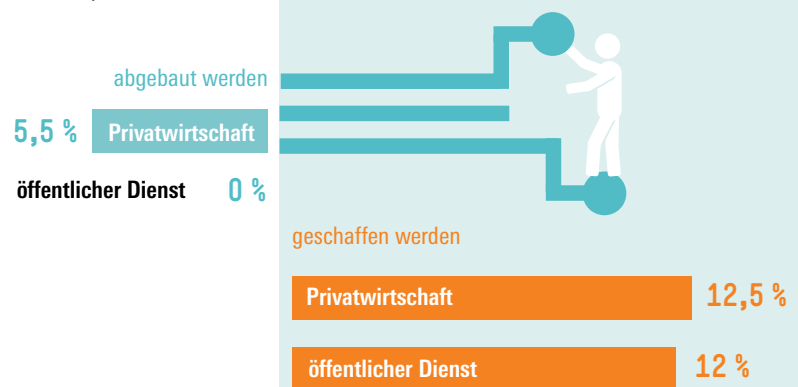 abgebaut werden
5,5 % Privatwirtschaft
öffentlicher Dienst 0 %
geschaffen werden
Privatwirtschaft 12,5 %
öffentlicher Dienst 12 %